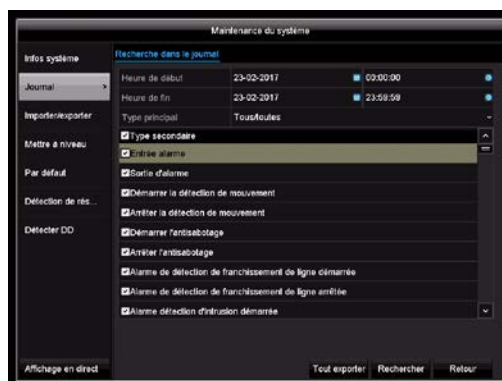 Maintenance du système
Infos système
Journal >
Importer/exporter
Mettre à niveau
Par défaut
Détection de rés...
Détecter DD
Affichage en direct
Recherche dans le journal
Heure de début 23-02-2017 00:00:00
Heure de fin 23-02-2017 23:59:59
Type principal Tous/toutes
Type secondaire
Entrée alarme
Sortie d'alarme
Démarrer la détection de mouvement
Arrêter la détection de mouvement
Démarrer l'antisabotage
Arrêter l'antisabotage
Alarme de détection de franchissement de ligne démarrée
Alarme de détection de franchissement de ligne arrêtée
Alarme détection d'intrusion démarrée
Tout exporter Rechercher Retour